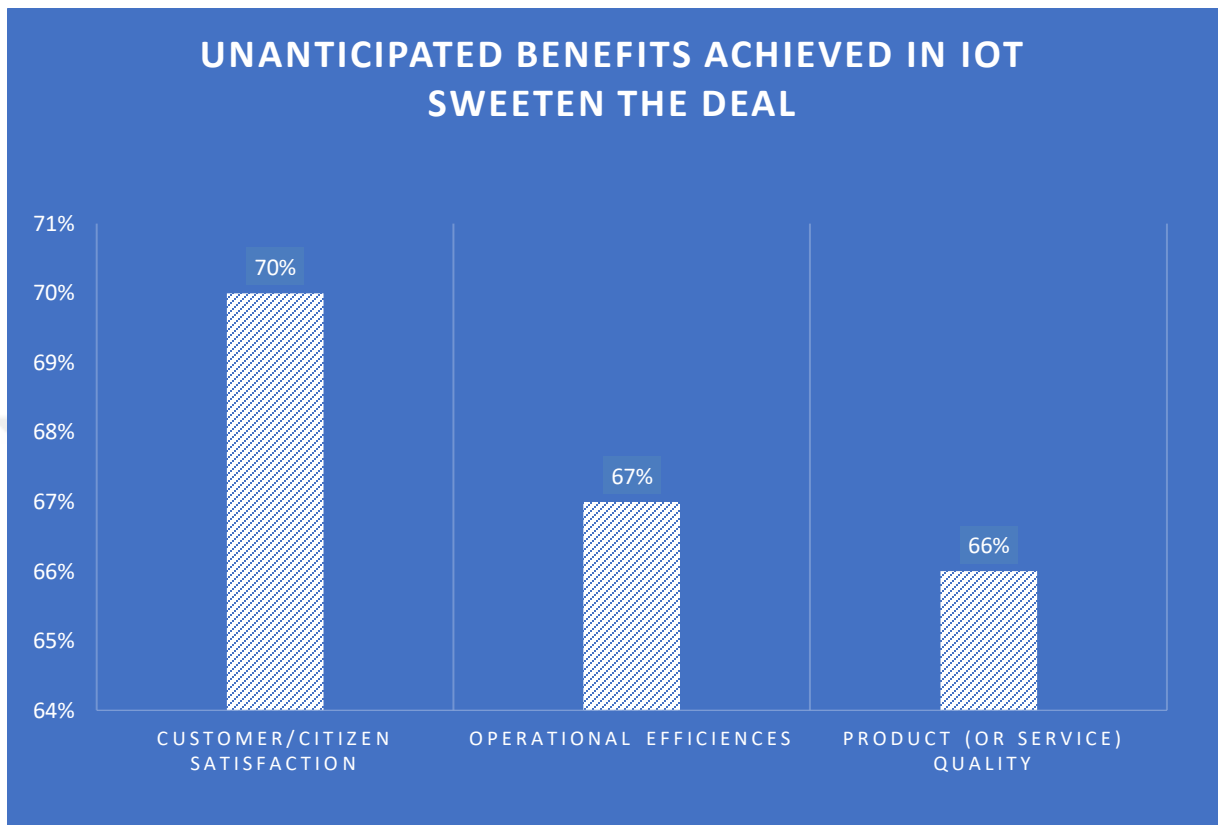 UNANTICIPATED BENEFITS ACHIEVED IN IOT
SWEETEN THE DEAL
71%
70%
69%
68%
67%
66%
65%
64%
70%
67%
66%
CUSTOMER/CITIZEN
SATISFACTION
OPERATIONAL EFFICIENCES
PRODUCT (OR SERVICE)
QUALITY